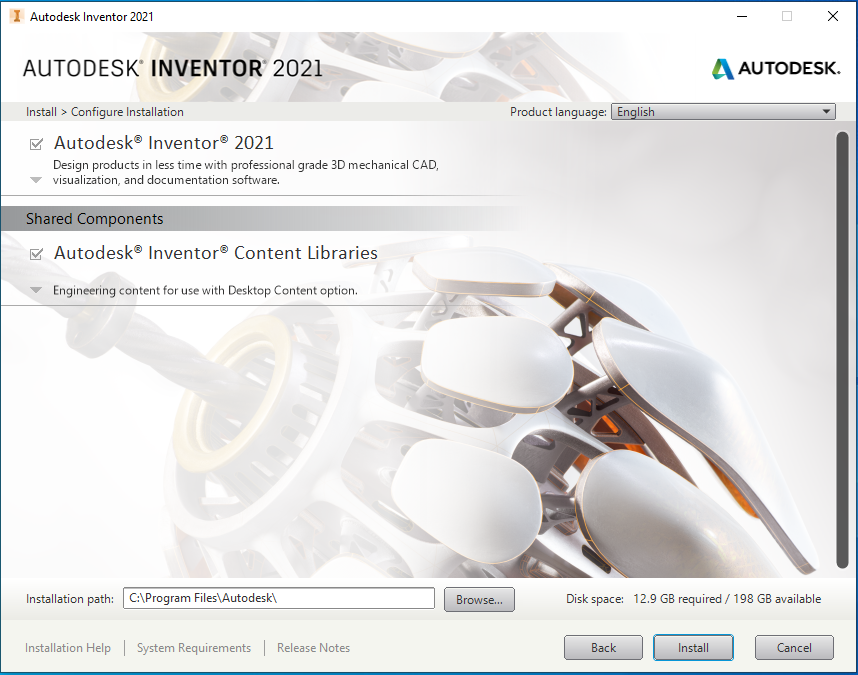 Autodesk Inventor 2021
AUTODESK® INVENTOR® 2021
AUTODESK.
Install > Configure Installation
Product language: English
Autodesk® Inventor® 2021
Design products in less time with professional grade 3D mechanical CAD,
visualization, and documentation software.
Shared Components
Autodesk® Inventor® Content Libraries
Engineering content for use with Desktop Content option.
Installation path: C:\Program Files\Autodesk\ Browse... Disk space: 12.9 GB required / 198 GB available
Installation Help System Requirements Release Notes Back Install Cancel